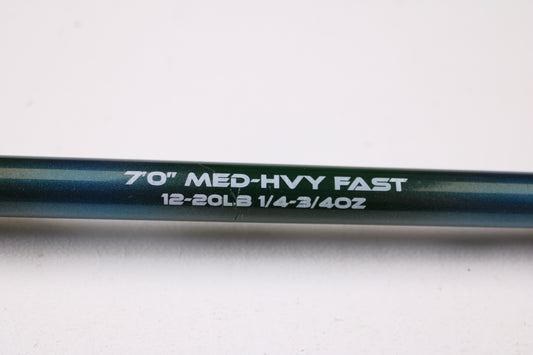 7'0" MED-HVY FAST
12-20LB 1/4-3/4OZ